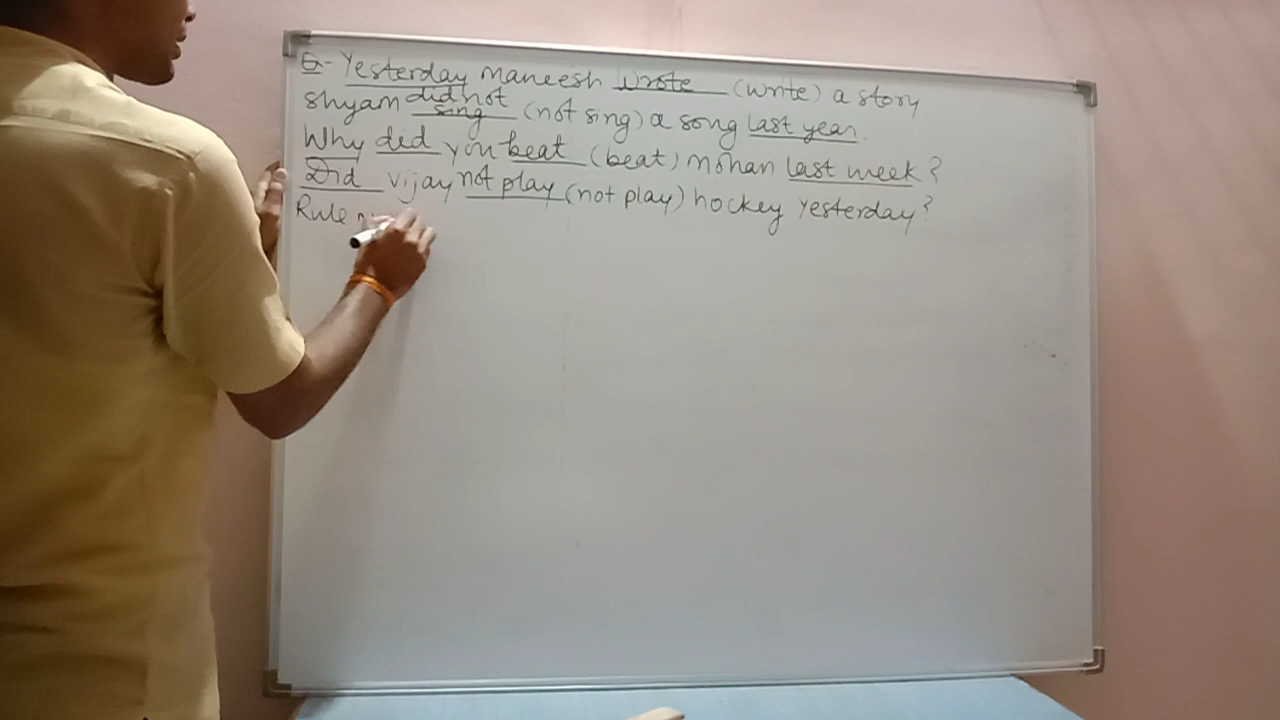 Q- Yesterday Maneesh wrote (write) a story
Shyam did not sing (not sing) a song last year.
Why did you beat (beat) Mohan last week?
Did vijay not play (not play) hockey yesterday?
Rule